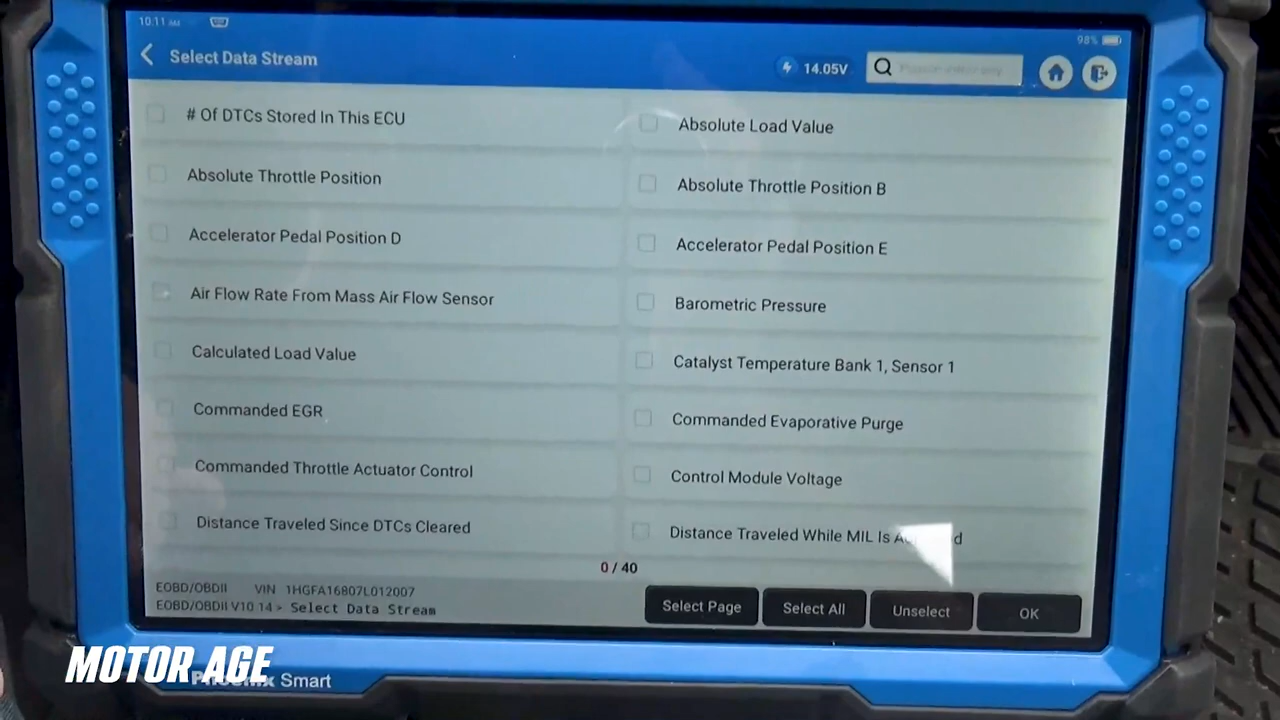 10:11 AM
98%
Select Data Stream
14.05V
# Of DTCs Stored In This ECU
Absolute Load Value
Absolute Throttle Position
Absolute Throttle Position B
Accelerator Pedal Position D
Accelerator Pedal Position E
Air Flow Rate From Mass Air Flow Sensor
Barometric Pressure
Calculated Load Value
Catalyst Temperature Bank 1, Sensor 1
Commanded EGR
Commanded Evaporative Purge
Commanded Throttle Actuator Control
Control Module Voltage
Distance Traveled Since DTCs Cleared
Distance Traveled While MIL Is
0 / 40
EOBD/OBDII VIN 1HGFA16807L012007
EOBD/OBDII V10 14 > Select Data Stream
Select Page
Select All
Unselect
OK
MOTOR AGE
Smart